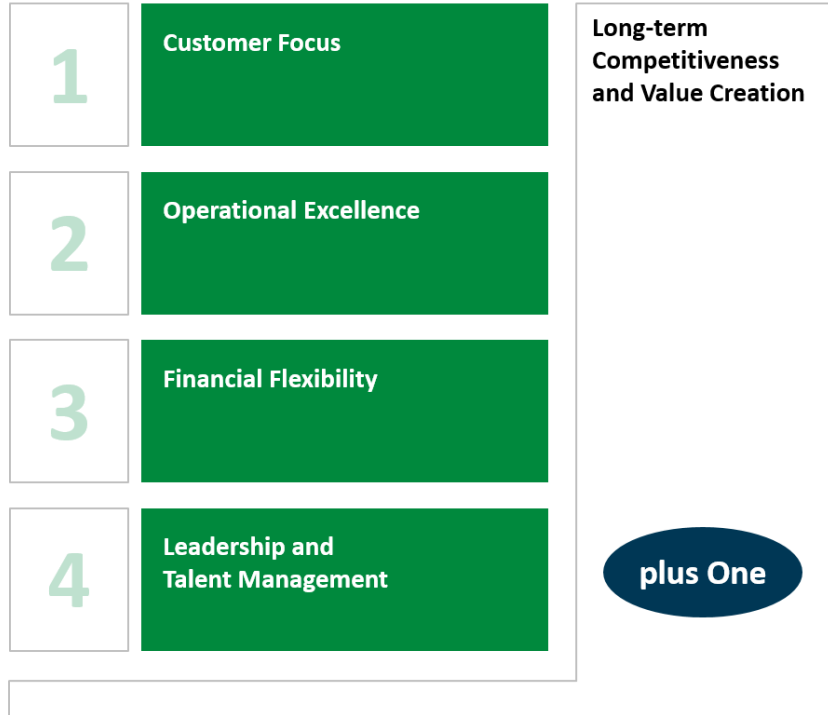 1
Customer Focus
2
Operational Excellence
3
Financial Flexibility
4
Leadership and
Talent Management
Long-term
Competitiveness
and Value Creation
plus One